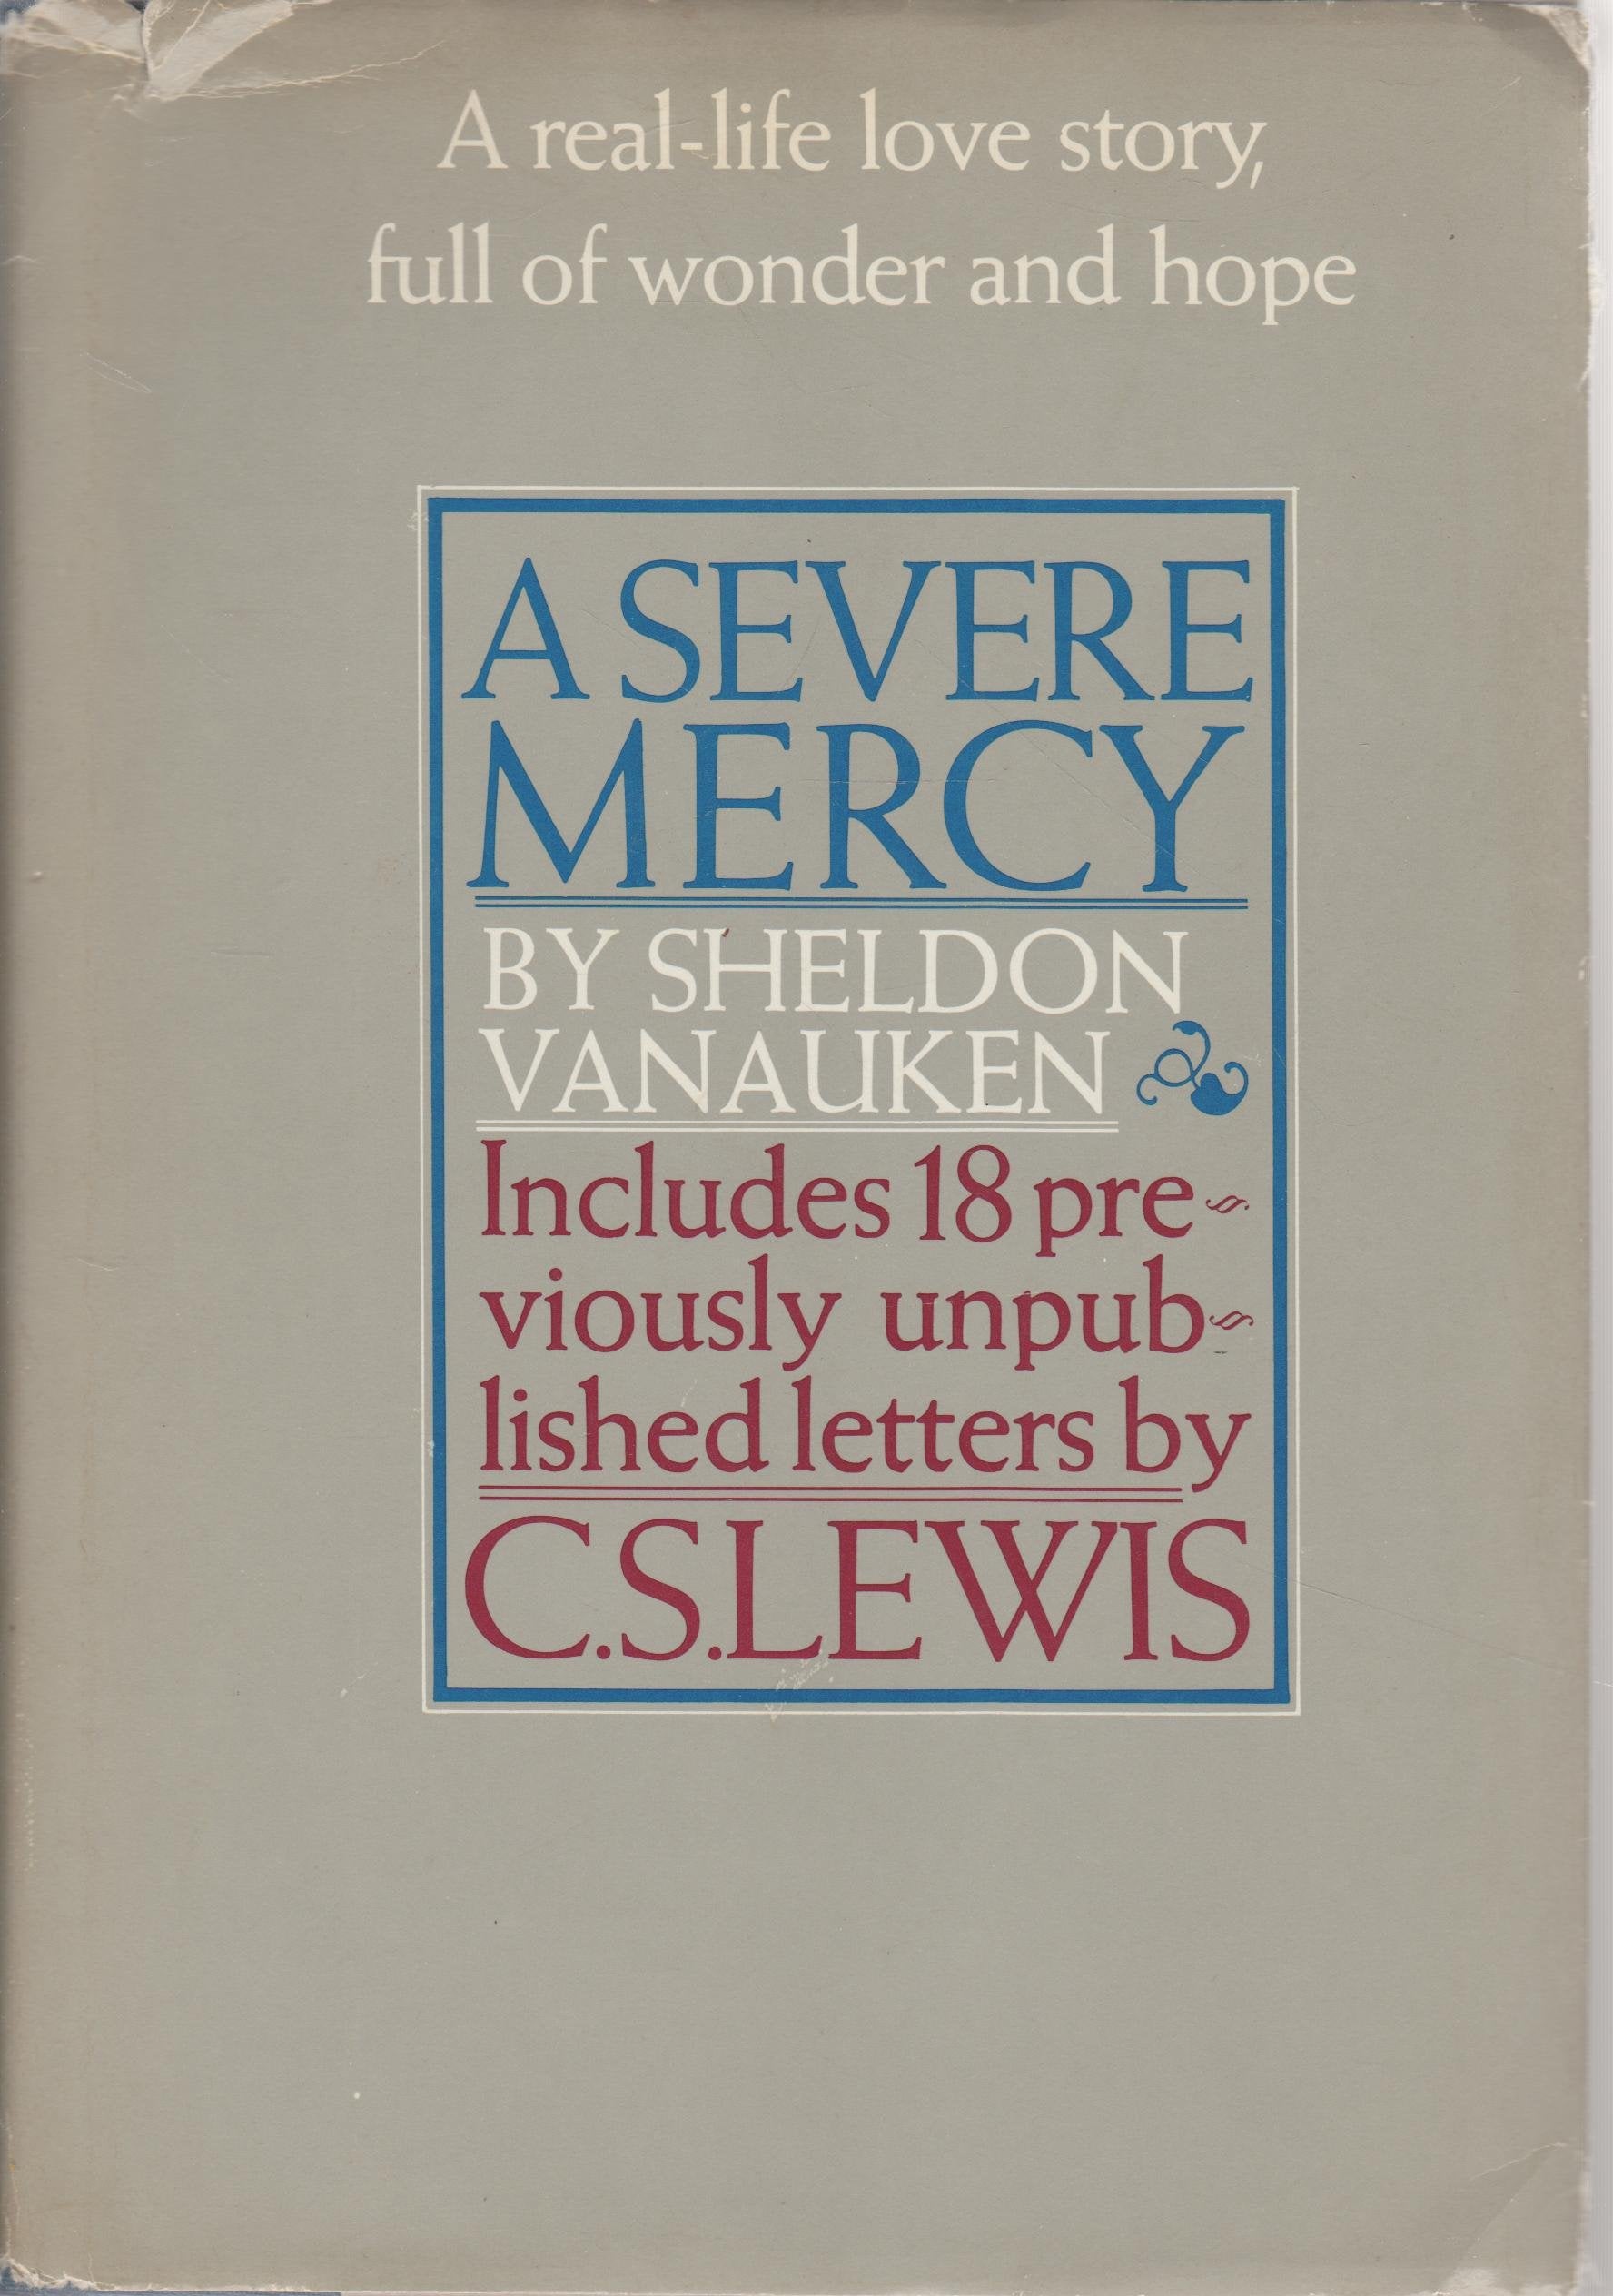 A real-life love story,
full of wonder and hope
A SEVERE
MERCY
BY SHELDON
VANAUKEN
Includes 18 pre-
viously unpub-
lished letters by
C.S.LEWIS